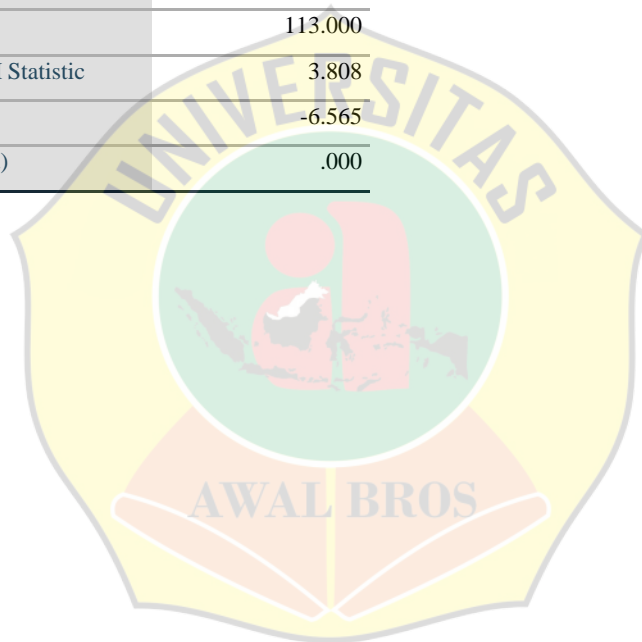 113.000
Statistic 3.808
-6.565
) .000
UNIVERSITAS
AWAL BROS